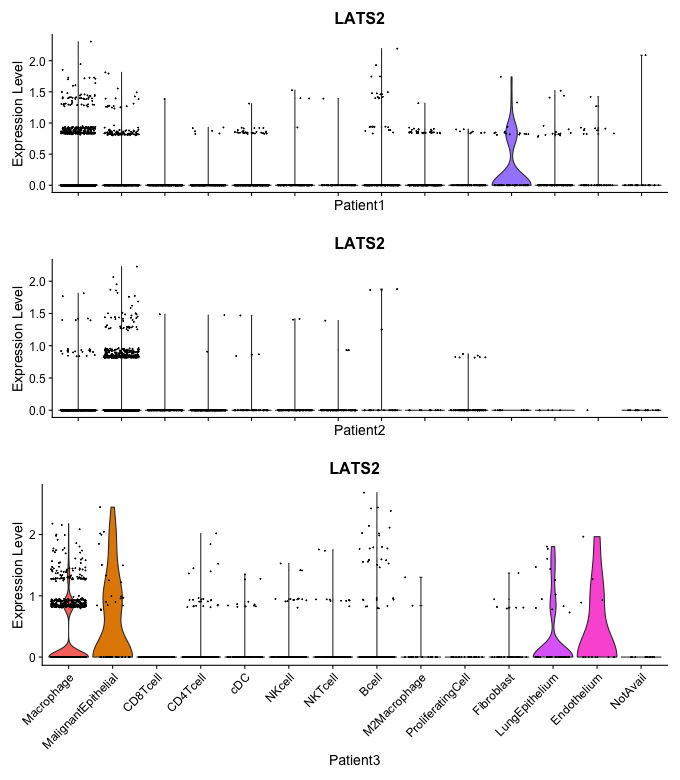 LATS2
Expression Level
2.0
1.5
1.0
0.5
0.0
Patient1
LATS2
Expression Level
2.0
1.5
1.0
0.5
0.0
Patient2
LATS2
Expression Level
2
1
0
Macrophage
MalignantEpithelial
CD8Tcell
CD4Tcell
cDC
NKcell
NKTcell
Bcell
M2Macrophage
ProliferatingCell
Fibroblast
LungEpithelium
Endothelium
NotAvail
Patient3